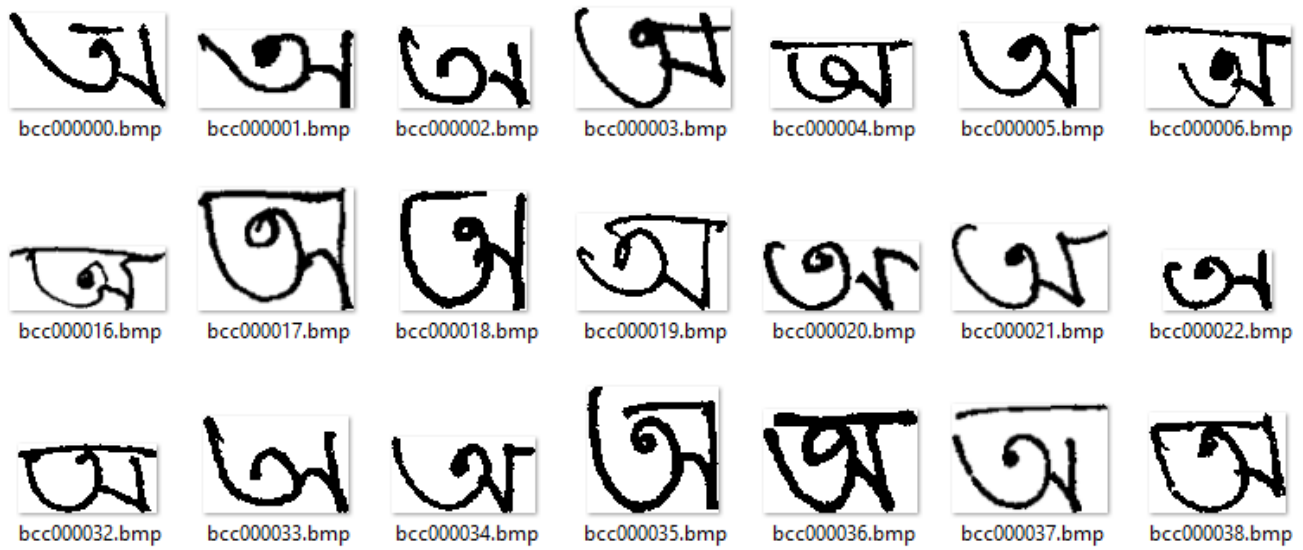 অ অ অ অ অ অ অ
bcc000000.bmp bcc000001.bmp bcc000002.bmp bcc000003.bmp bcc000004.bmp bcc000005.bmp bcc000006.bmp
অ অ অ অ অ অ অ
bcc000016.bmp bcc000017.bmp bcc000018.bmp bcc000019.bmp bcc000020.bmp bcc000021.bmp bcc000022.bmp
অ অ অ অ অ অ অ
bcc000032.bmp bcc000033.bmp bcc000034.bmp bcc000035.bmp bcc000036.bmp bcc000037.bmp bcc000038.bmp